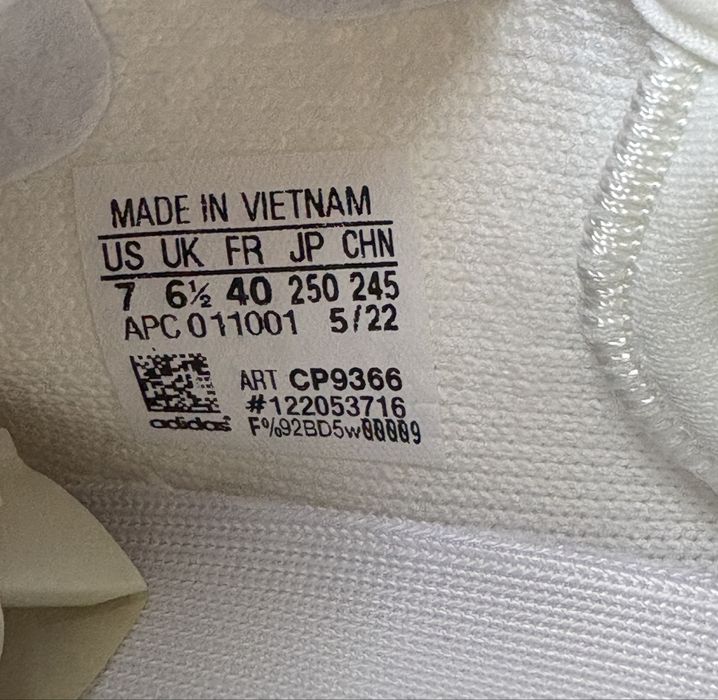 MADE IN VIETNAM
US UK FR JP CHN
7 6½ 40 250 245
APC 011001 5/22
ART CP9366
#122053716
adidas
F%92BD5w00009